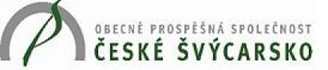 OBECNĚ PROSPĚŠNÁ SPOLEČNOST
ČESKÉ ŠVÝCARSKO